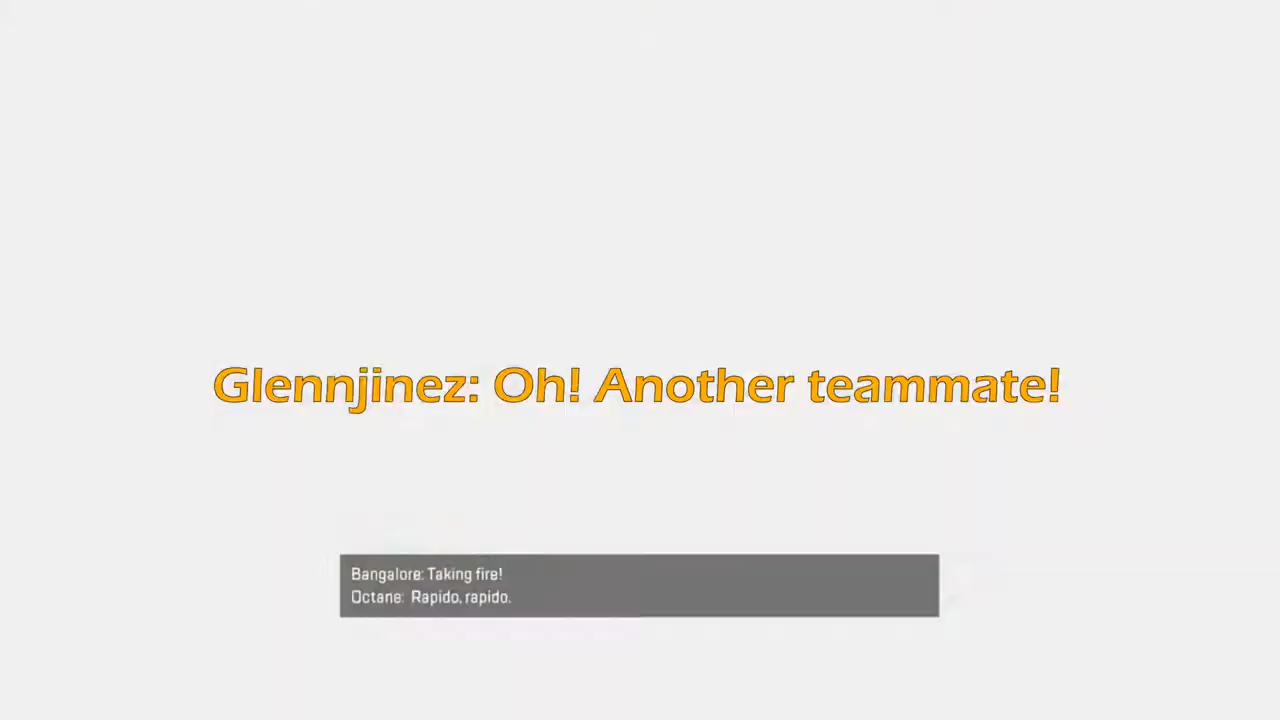 Glennjinez: Oh! Another teammate!
Bangalore: Taking fire!
Octane: Rapido, rapido.